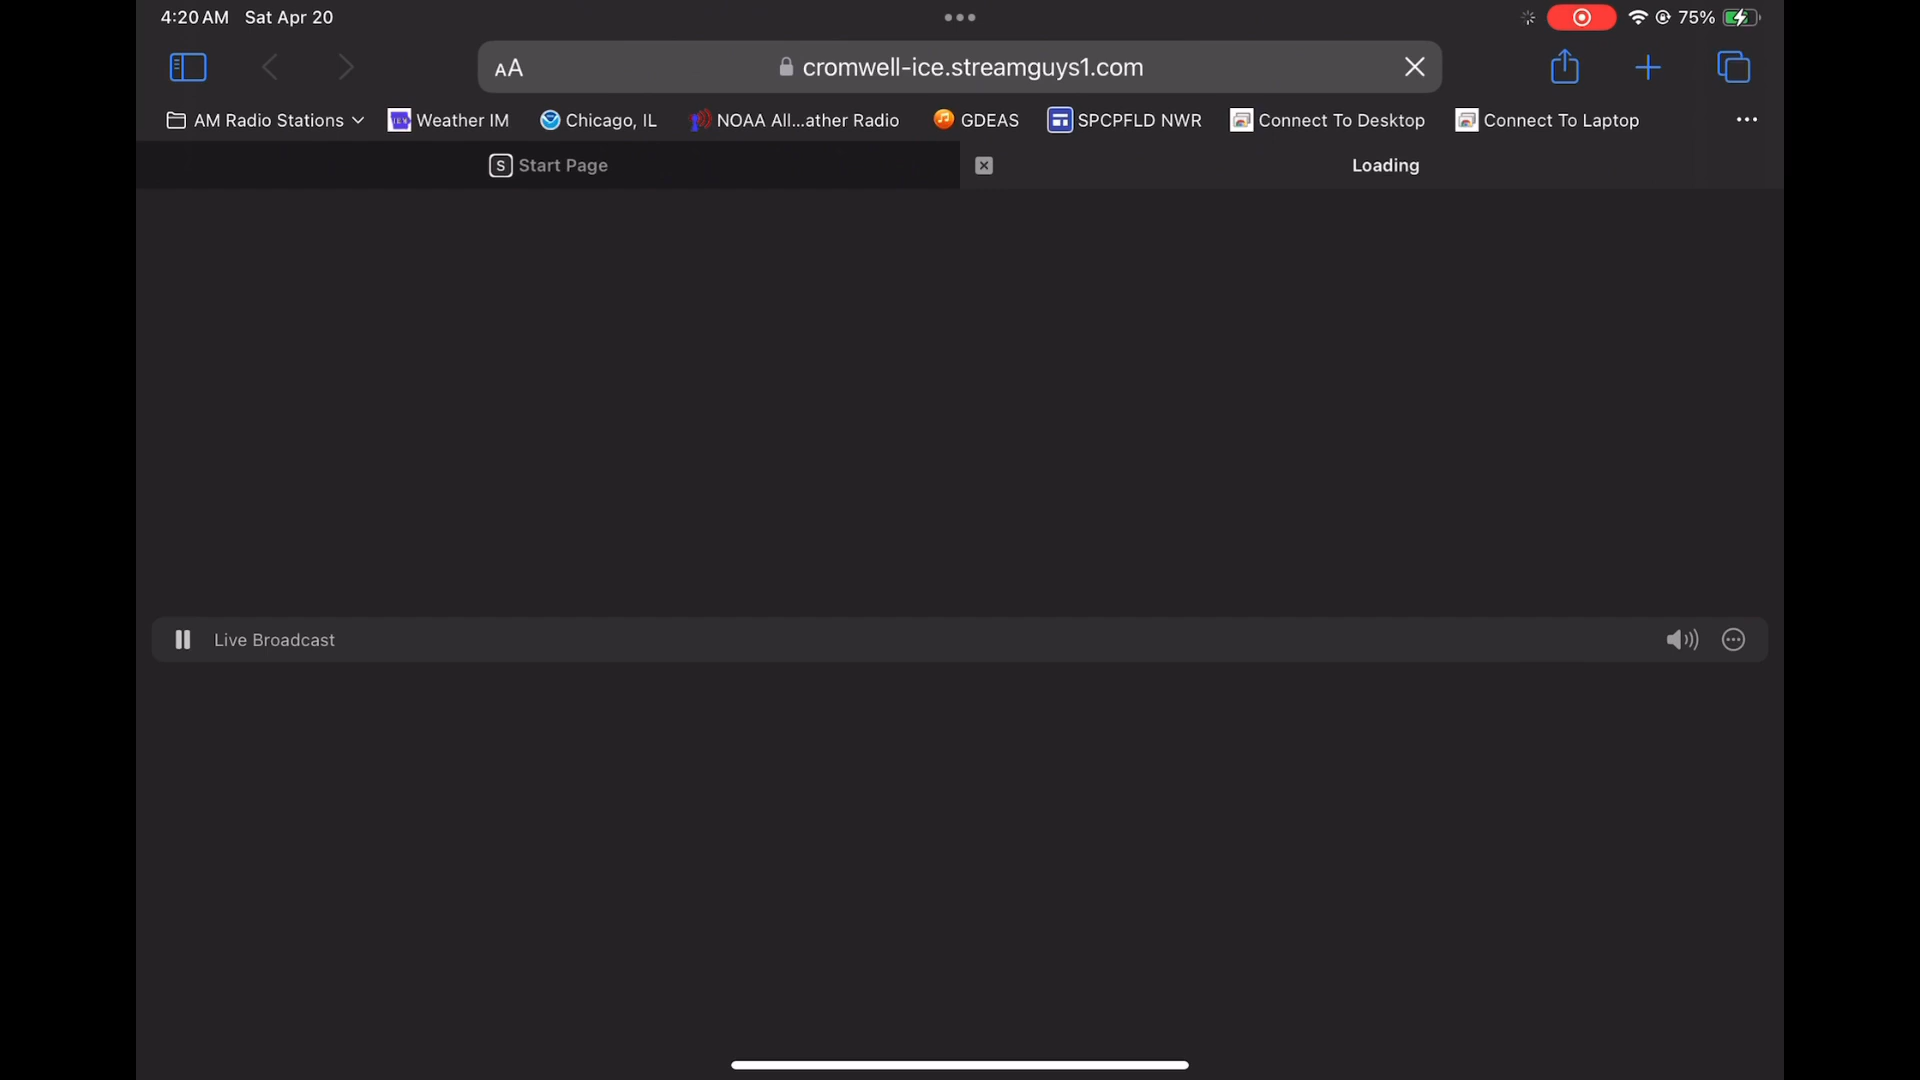 4:20 AM Sat Apr 20
75%
AA
cromwell-ice.streamguys1.com
AM Radio Stations
Weather IM
Chicago, IL
NOAA All...ather Radio
GDEAS
SPCPFLD NWR
Connect To Desktop
Connect To Laptop
S Start Page
Loading
Live Broadcast